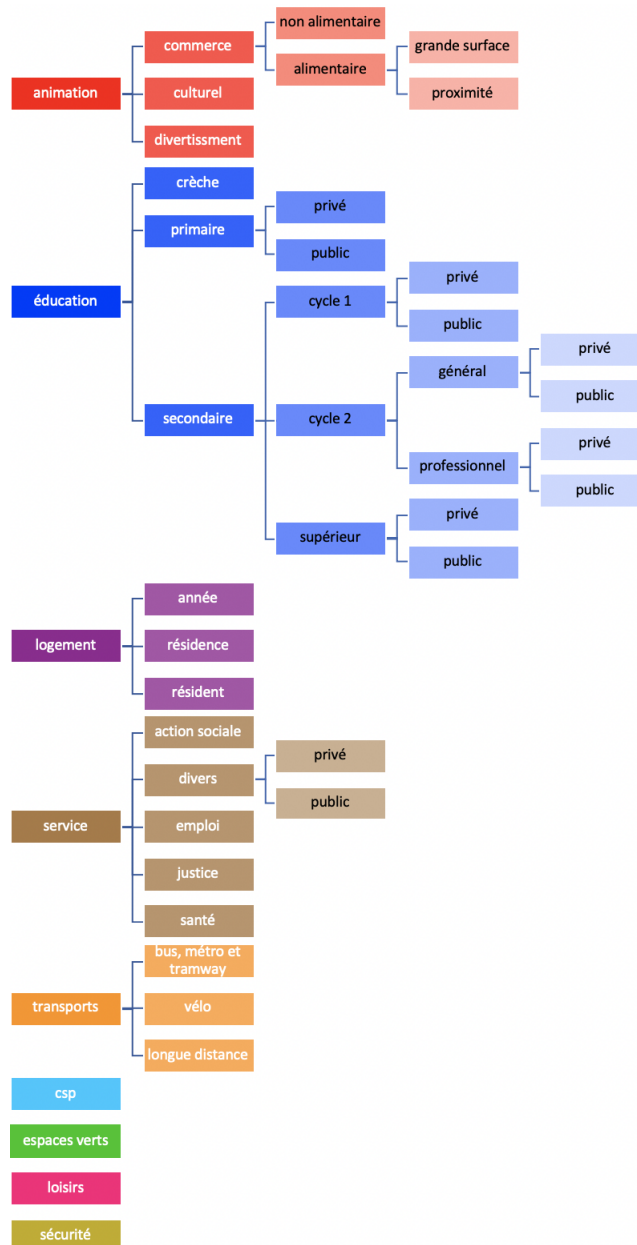 non alimentaire
commerce
grande surface
alimentaire
animation
culturel
proximité
divertissment
crèche
privé
primaire
public
privé
éducation
cycle 1
public
privé
général
public
secondaire
cycle 2
privé
professionnel
public
privé
supérieur
public
année
logement
résidence
résident
action sociale
privé
divers
public
service
emploi
justice
santé
bus, métro et
tramway
transports
vélo
longue distance
csp
espaces verts
loisirs
sécurité